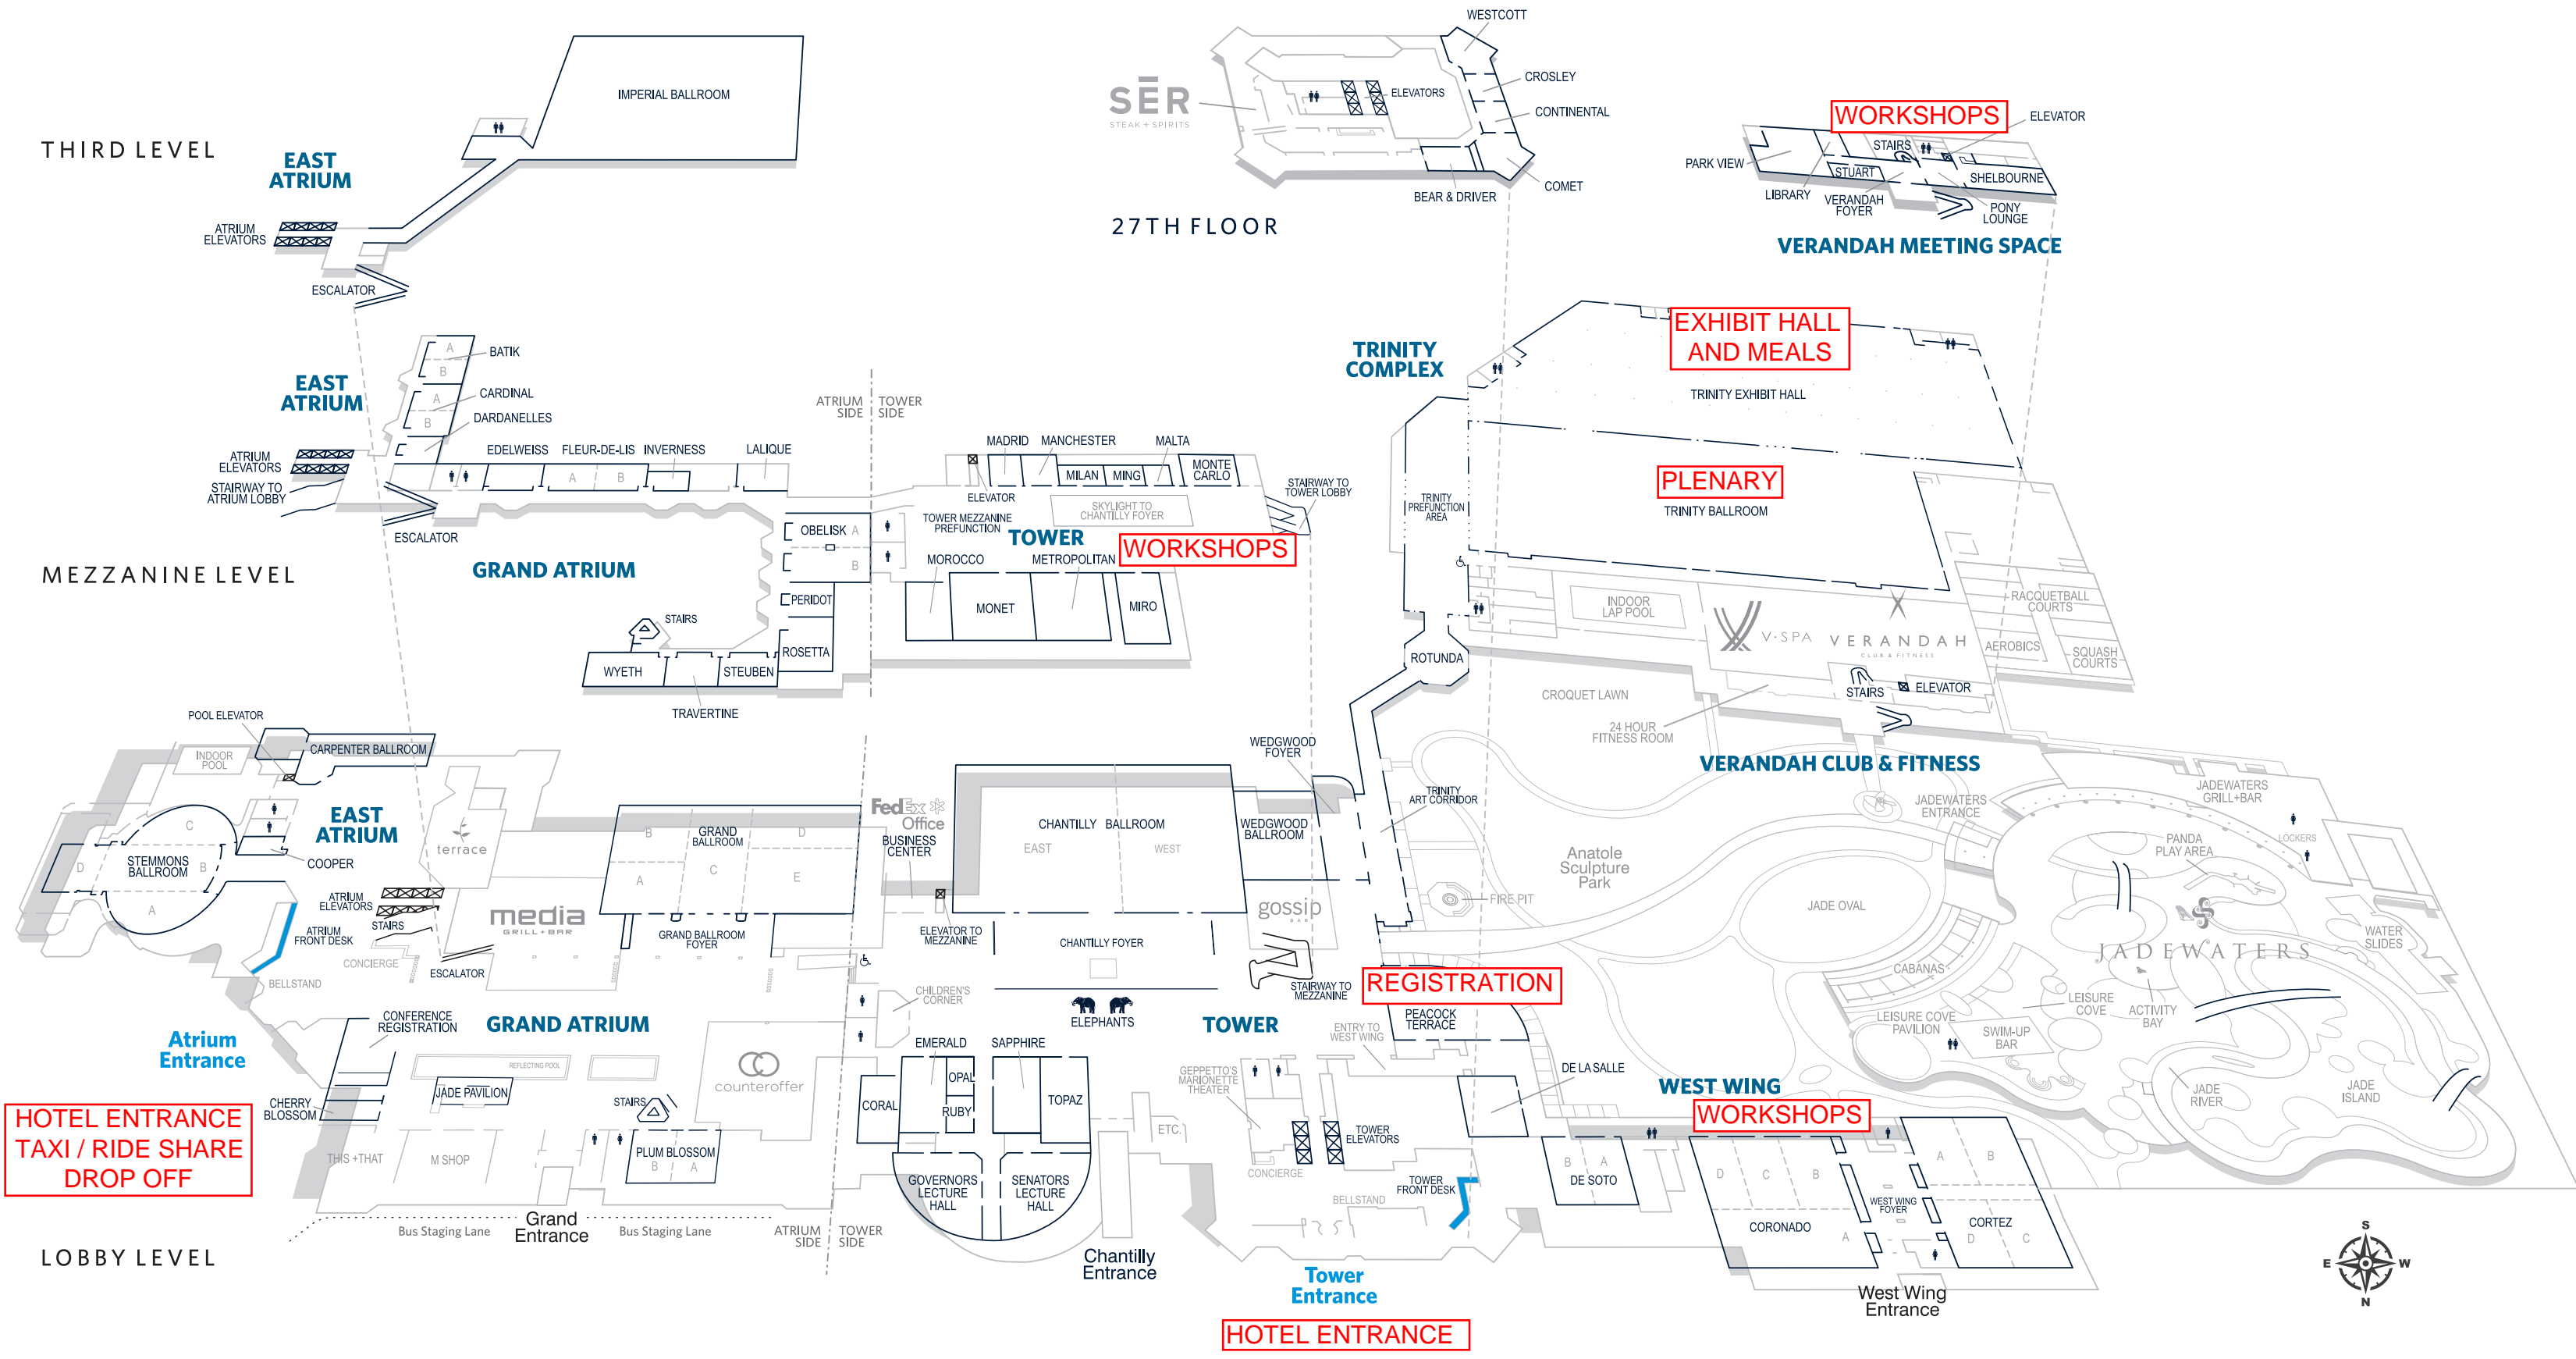 THIRD LEVEL
EAST
ATRIUM
ATRIUM
ELEVATORS
ESCALATOR
IMPERIAL BALLROOM
SĒR
STEAK + SPIRITS
27TH FLOOR
ELEVATORS
WESTCOTT
CROSLEY
CONTINENTAL
COMET
BEAR & DRIVER
WORKSHOPS
ELEVATOR
STAIRS
PARK VIEW
STUART
SHELBOURNE
LIBRARY
VERANDAH
FOYER
PONY
LOUNGE
VERANDAH MEETING SPACE
MEZZANINE LEVEL
EAST
ATRIUM
ATRIUM
ELEVATORS
STAIRWAY TO
ATRIUM LOBBY
ESCALATOR
A
BATIK
B
A
CARDINAL
B
DARDANELLES
EDELWEISS
FLEUR-DE-LIS
INVERNESS
LALIQUE
A
B
GRAND ATRIUM
ATRIUM
SIDE
TOWER
SIDE
OBELISK
A
B
PERIDOT
ROSETTA
STAIRS
WYETH
STEUBEN
TRAVERTINE
MADRID
MANCHESTER
MALTA
MILAN
MING
MONTE
CARLO
ELEVATOR
SKYLIGHT TO
CHANTILLY FOYER
STAIRWAY TO
TOWER LOBBY
TOWER MEZZANINE
PREFUNCTION
TOWER
WORKSHOPS
MOROCCO
METROPOLITAN
MONET
MIRO
TRINITY
COMPLEX
EXHIBIT HALL
AND MEALS
TRINITY EXHIBIT HALL
PLENARY
TRINITY BALLROOM
TRINITY
PREFUNCTION
AREA
ROTUNDA
INDOOR
LAP POOL
V·SPA
VERANDAH
CLUB & FITNESS
RACQUETBALL
COURTS
AEROBICS
SQUASH
COURTS
STAIRS
ELEVATOR
CROQUET LAWN
24 HOUR
FITNESS ROOM
VERANDAH CLUB & FITNESS
LOBBY LEVEL
POOL ELEVATOR
INDOOR
POOL
CARPENTER BALLROOM
EAST
ATRIUM
C
STEMMONS
BALLROOM
D
B
A
COOPER
ATRIUM
ELEVATORS
STAIRS
ATRIUM
FRONT DESK
CONCIERGE
BELLSTAND
ESCALATOR
terrace
media
GRILL + BAR
B
GRAND
BALLROOM
D
A
C
E
GRAND BALLROOM
FOYER
FedEx
Office
BUSINESS
CENTER
ELEVATOR TO
MEZZANINE
CHANTILLY BALLROOM
EAST
WEST
CHANTILLY FOYER
ELEPHANTS
WEDGWOOD
FOYER
WEDGWOOD
BALLROOM
gossip
STAIRWAY TO
MEZZANINE
TRINITY
ART CORRIDOR
FIRE PIT
Anatole
Sculpture
Park
REGISTRATION
PEACOCK
TERRACE
ENTRY TO
WEST WING
TOWER
CHILDREN'S
CORNER
CONFERENCE
REGISTRATION
GRAND ATRIUM
Atrium
Entrance
REFLECTING POOL
JADE PAVILION
CHERRY
BLOSSOM
counteroffer
STAIRS
HOTEL ENTRANCE
TAXI / RIDE SHARE
DROP OFF
THIS +THAT
M SHOP
PLUM BLOSSOM
B
A
Bus Staging Lane
Grand
Entrance
Bus Staging Lane
ATRIUM
SIDE
TOWER
SIDE
EMERALD
SAPPHIRE
OPAL
CORAL
RUBY
TOPAZ
GOVERNORS
LECTURE
HALL
SENATORS
LECTURE
HALL
ETC.
Chantilly
Entrance
GEPPETTO'S
MARIONETTE
THEATER
TOWER
ELEVATORS
CONCIERGE
BELLSTAND
TOWER
FRONT DESK
Tower
Entrance
HOTEL ENTRANCE
DE LA SALLE
WEST WING
WORKSHOPS
B
A
DE SOTO
D
C
B
CORONADO
A
WEST WING
FOYER
A
B
CORTEZ
D
C
West Wing
Entrance
JADEWATERS
ENTRANCE
JADEWATERS
GRILL+BAR
LOCKERS
PANDA
PLAY AREA
JADE OVAL
JADEWATERS
WATER
SLIDES
CABANAS
LEISURE
COVE
ACTIVITY
BAY
LEISURE COVE
PAVILION
SWIM-UP
BAR
JADE
RIVER
JADE
ISLAND
S
E
W
N